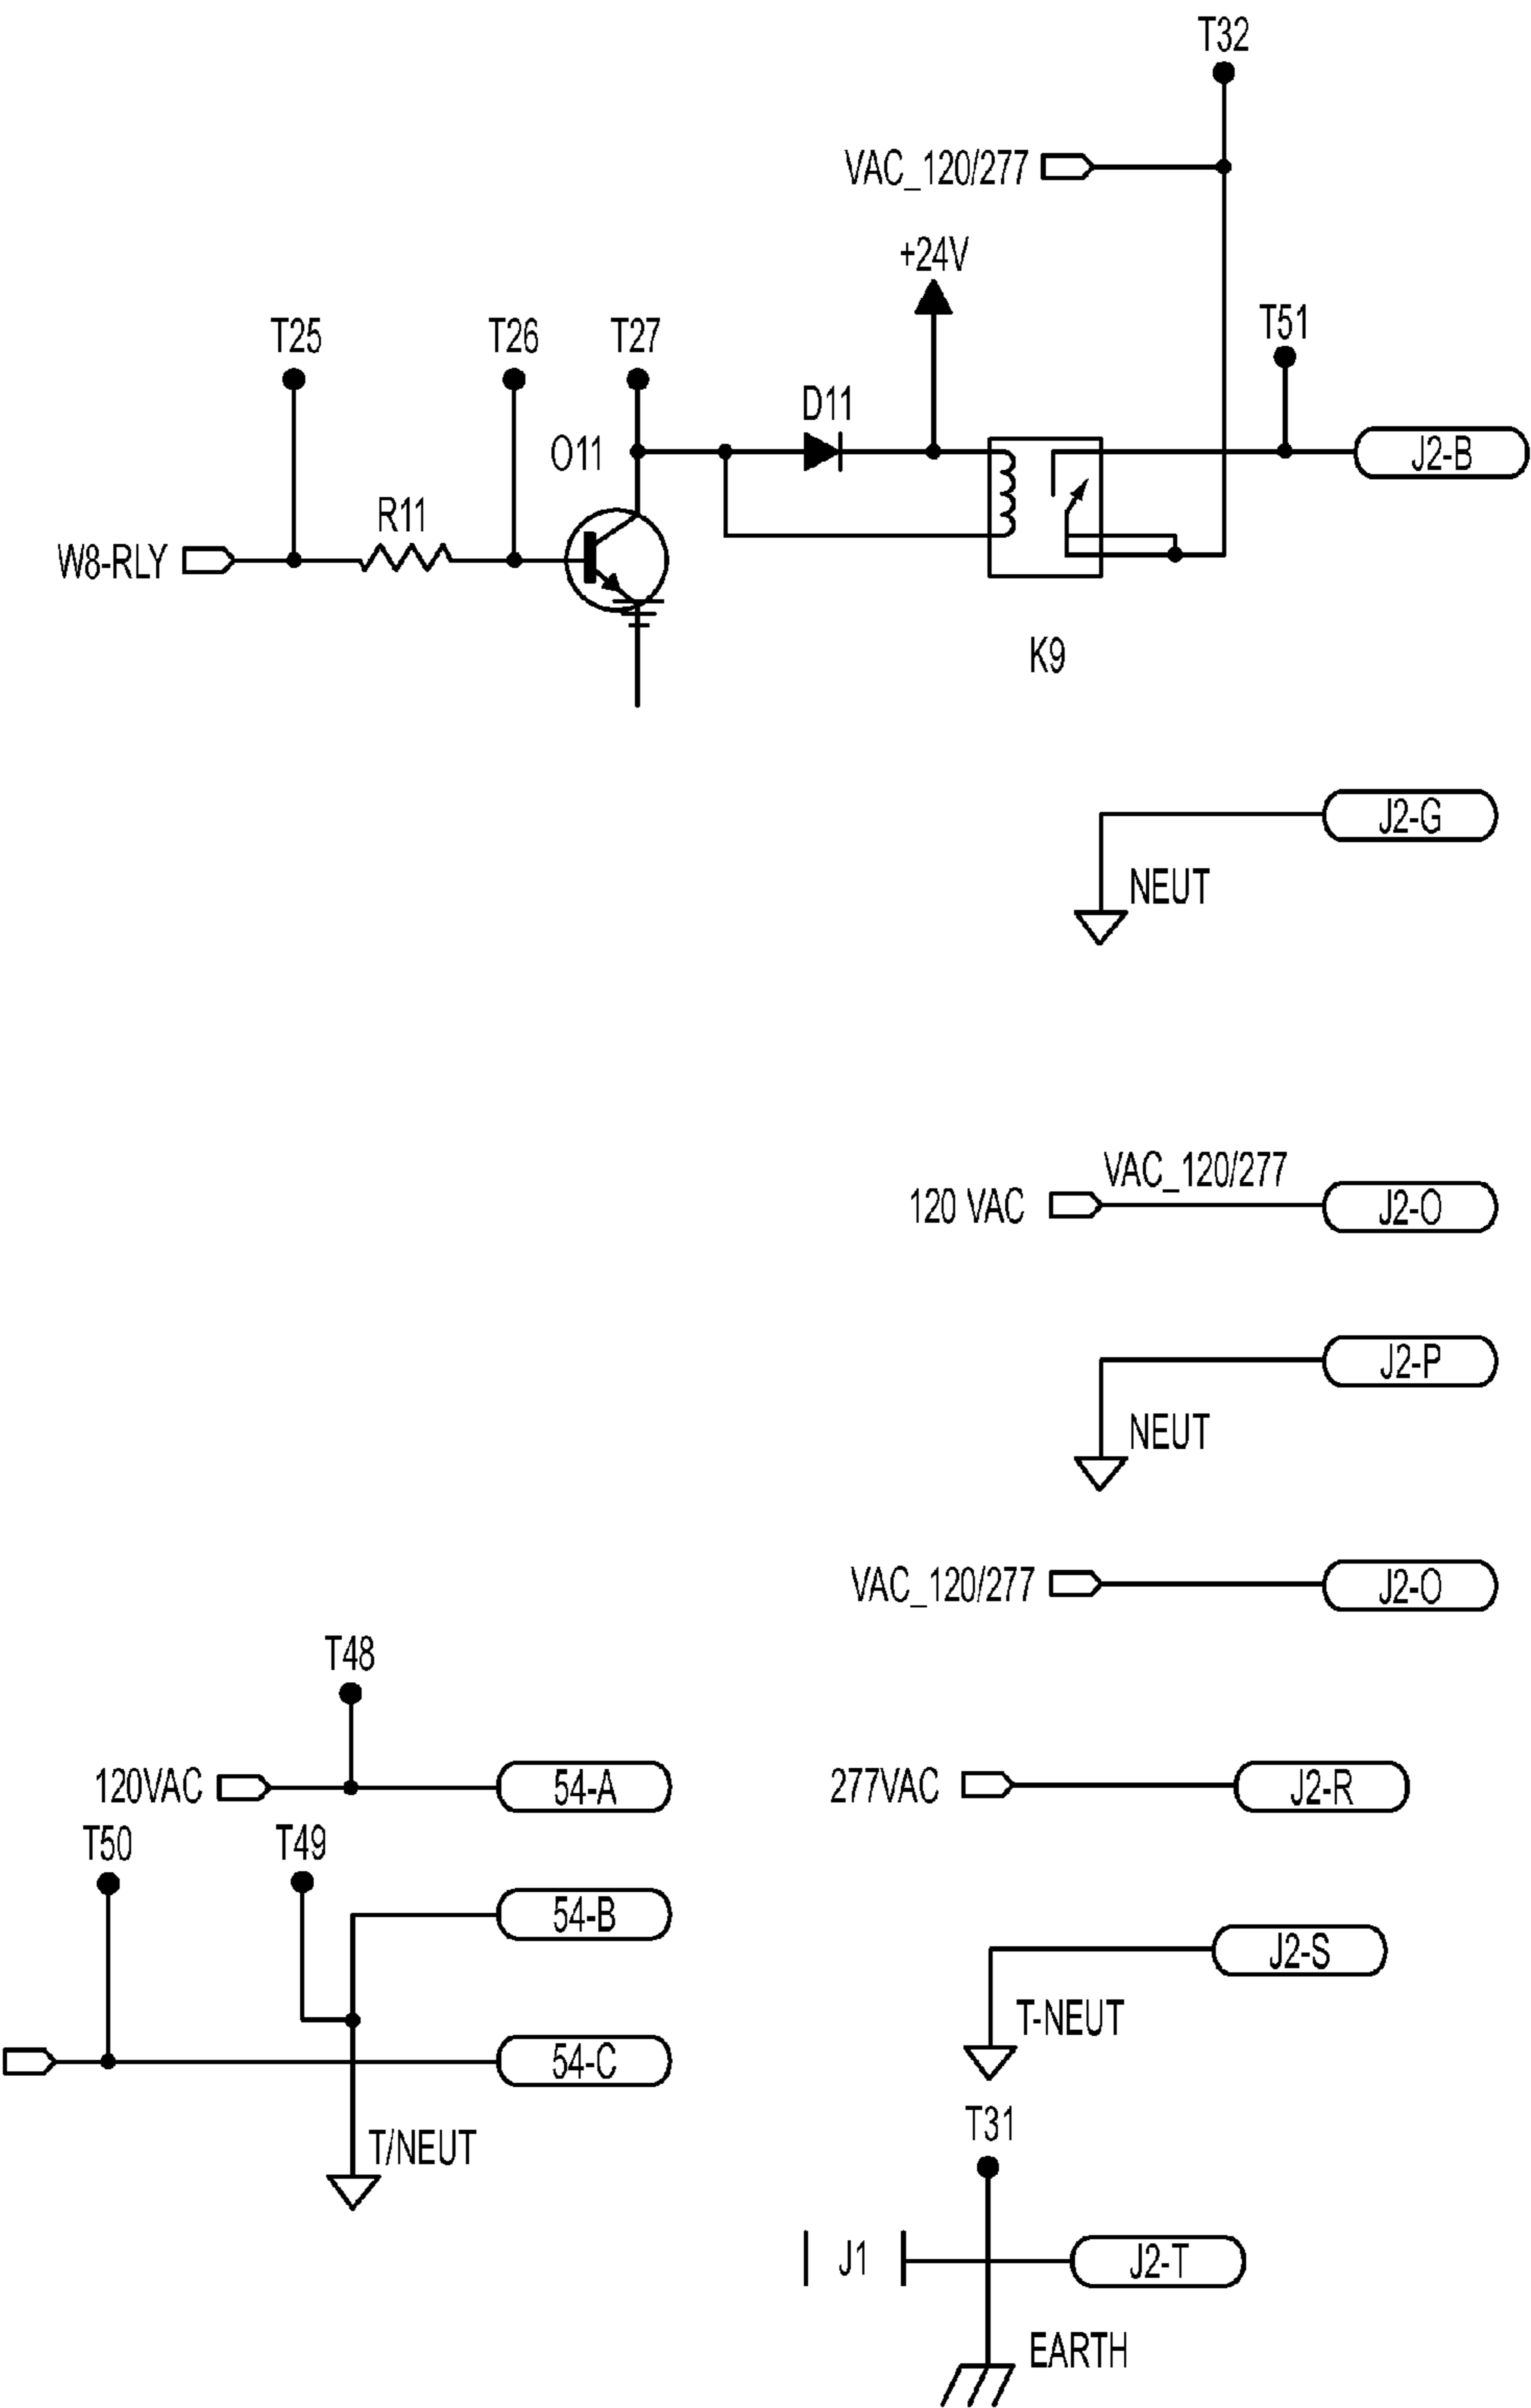 T32
VAC_120/277
+24V
T25
T26
T27
T51
D11
O11
J2-B
R11
W8-RLY
K9
J2-G
NEUT
VAC_120/277
120 VAC
J2-O
J2-P
NEUT
VAC_120/277
J2-O
T48
120VAC
54-A
277VAC
J2-R
T50
T49
54-B
J2-S
T-NEUT
54-C
T31
T/NEUT
J1
J2-T
EARTH